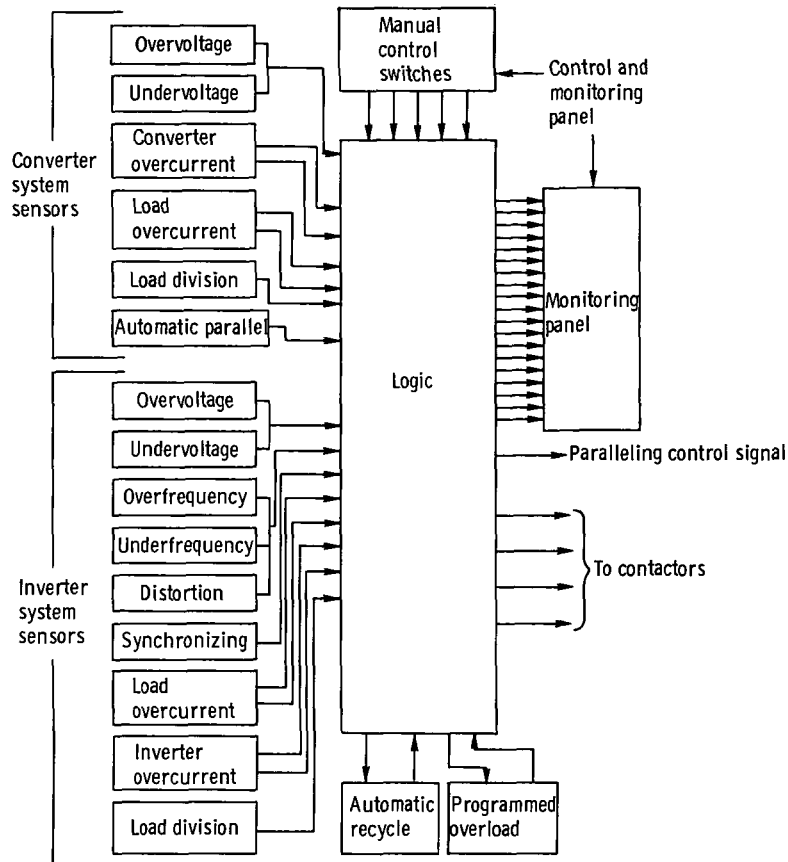 Converter
system
sensors
Overvoltage
Undervoltage
Converter
overcurrent
Load
overcurrent
Load division
Automatic parallel
Inverter
system
sensors
Overvoltage
Undervoltage
Overfrequency
Underfrequency
Distortion
Synchronizing
Load
overcurrent
Inverter
overcurrent
Load division
Manual
control
switches
Control and
monitoring
panel
Logic
Monitoring
panel
Paralleling control signal
To contactors
Automatic
recycle
Programmed
overload